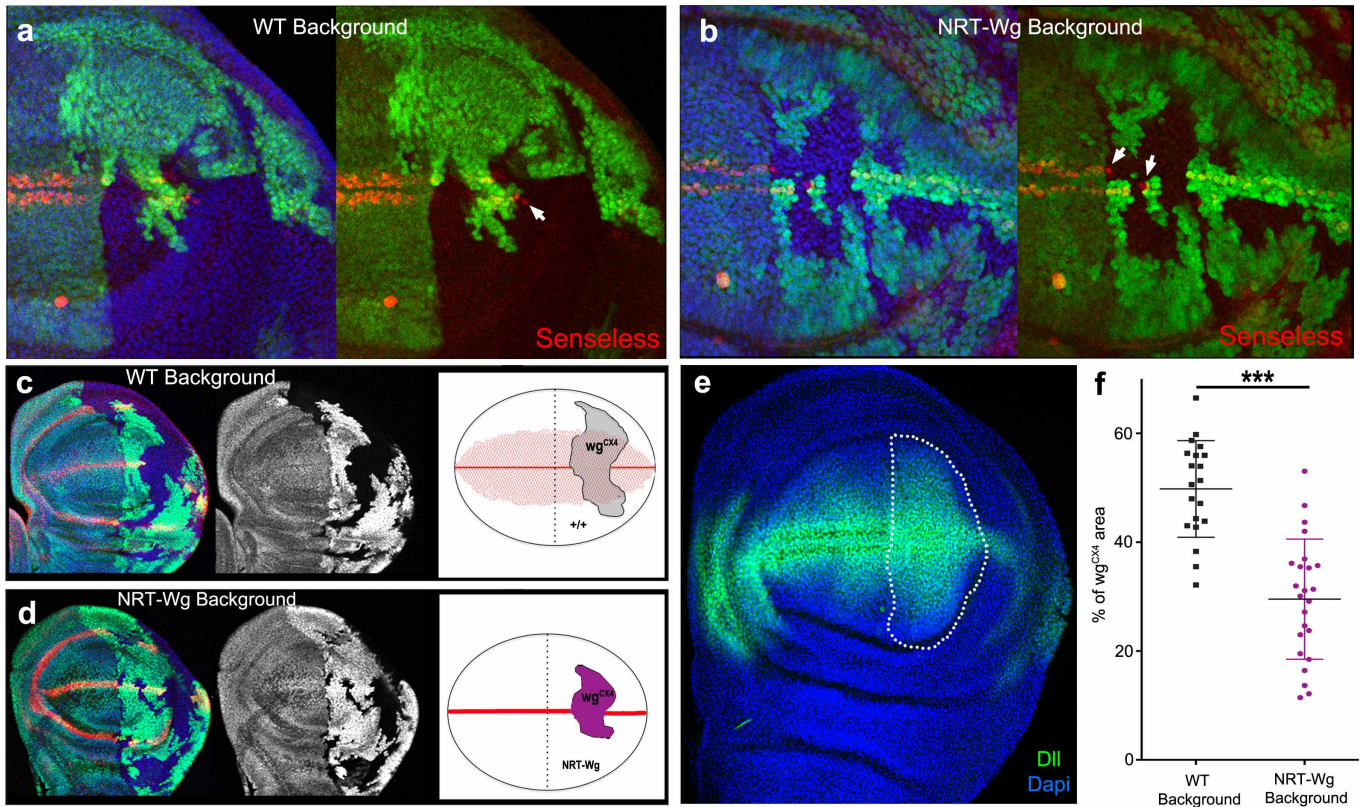 a
WT Background
Senseless
b
NRT-Wg Background
Senseless
c
WT Background
wgCX4
+/+
d
NRT-Wg Background
wgCX4
NRT-Wg
e
Dll
Dapi
f
***
% of wgCX4 area
60
40
20
0
WT
Background
NRT-Wg
Background